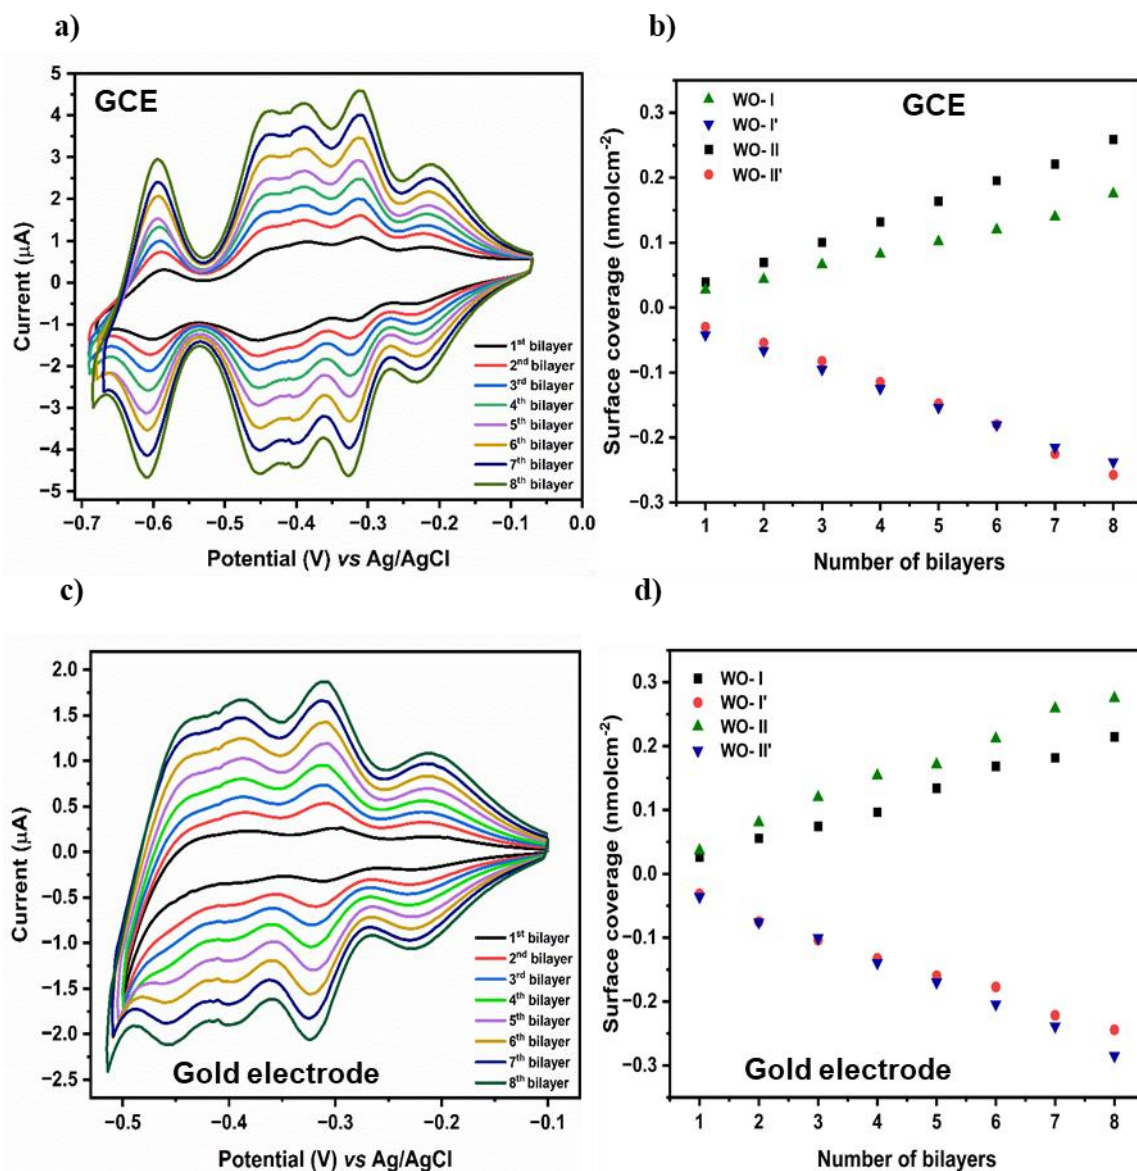 a)
GCE
5
4
3
2
1
0
−1
−2
−3
−4
−5
Current (µA)
1st bilayer
2nd bilayer
3rd bilayer
4th bilayer
5th bilayer
6th bilayer
7th bilayer
8th bilayer
−0.7 −0.6 −0.5 −0.4 −0.3 −0.2 −0.1 0.0
Potential (V) vs Ag/AgCl
b)
GCE
WO- I
WO- I'
WO- II
WO- II'
0.3
0.2
0.1
0.0
−0.1
−0.2
−0.3
Surface coverage (nmolcm−2)
1 2 3 4 5 6 7 8
Number of bilayers
c)
2.0
1.5
1.0
0.5
0.0
−0.5
−1.0
−1.5
−2.0
−2.5
Current (µA)
1st bilayer
2nd bilayer
3rd bilayer
4th bilayer
5th bilayer
6th bilayer
7th bilayer
8th bilayer
Gold electrode
−0.5 −0.4 −0.3 −0.2 −0.1
Potential (V) vs Ag/AgCl
d)
WO- I
WO- I'
WO- II
WO- II'
0.3
0.2
0.1
0.0
−0.1
−0.2
−0.3
Surface coverage (nmolcm−2)
Gold electrode
1 2 3 4 5 6 7 8
Number of bilayers